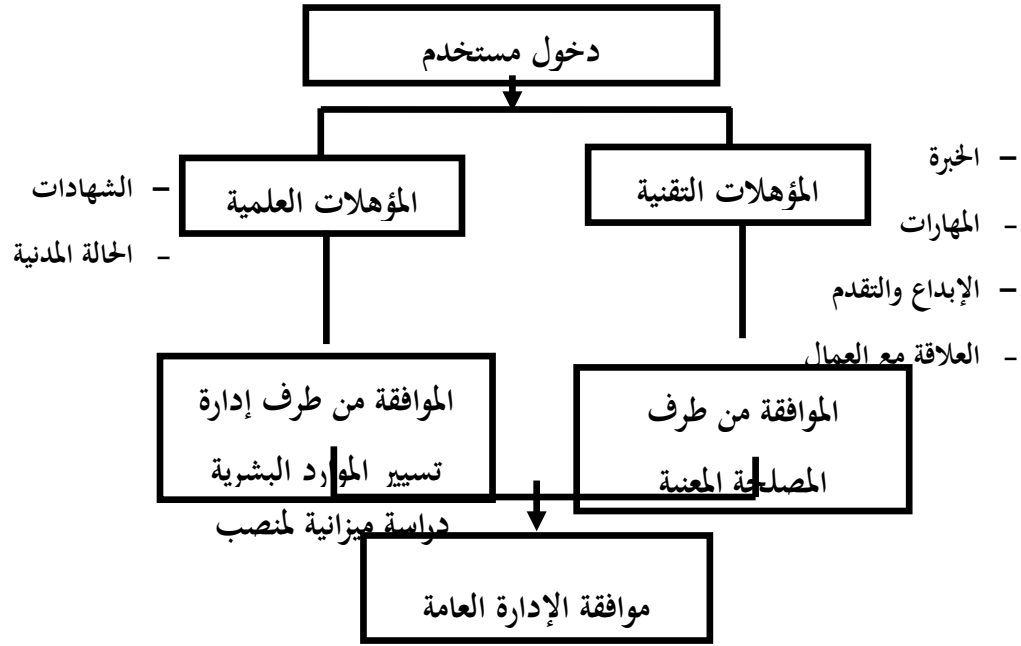 دخول مستخدم
المؤهلات التقنية
– الخبرة
- المهارات
– الإبداع والتقدم
- العلاقة مع العمال
المؤهلات العلمية
– الشهادات
- الحالة المدنية
الموافقة من طرف
المصلحة المعنية
الموافقة من طرف إدارة
تسيير الموارد البشرية
دراسة ميزانية لمنصب
موافقة الإدارة العامة